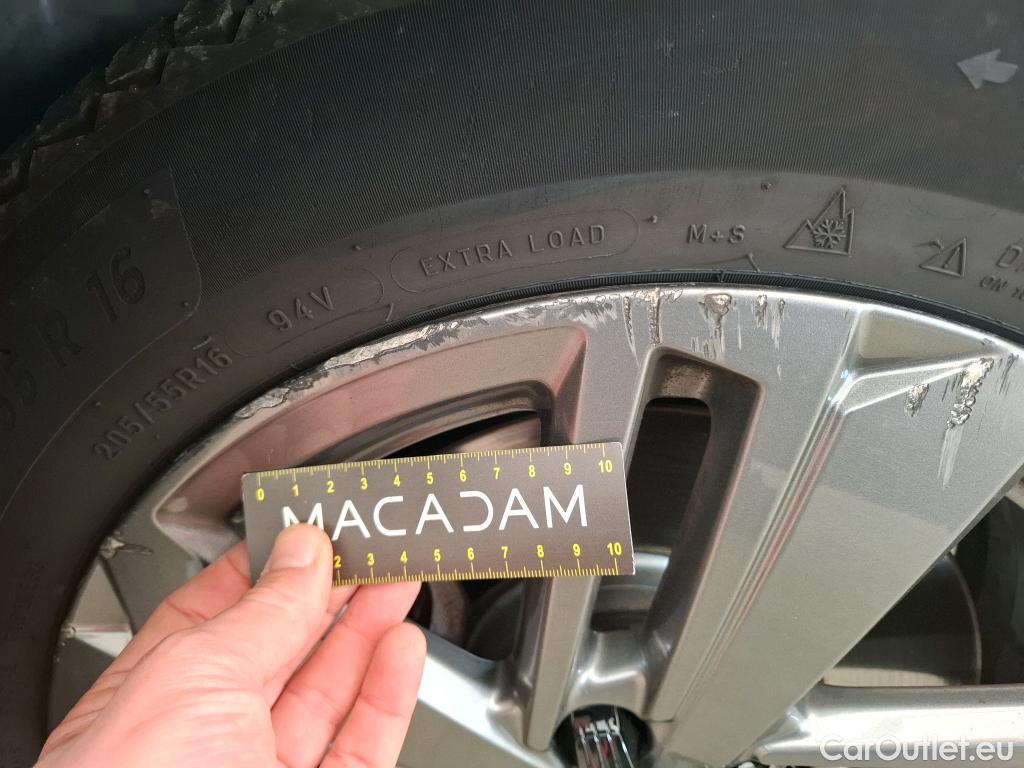 R 16
205/55R16
94V
EXTRA LOAD
M+S
0 1 2 3 4 5 6 7 8 9 10
MACADAM
2 3 4 5 6 7 8 9 10
CarOutlet.eu